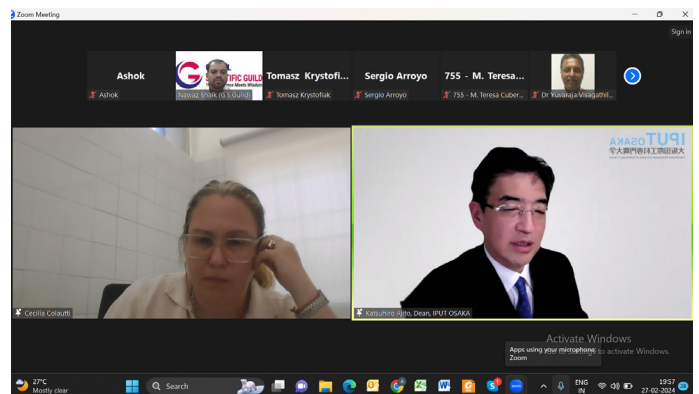 Zoom Meeting
Sign in
Ashok
Tomasz Krystofi...
Sergio Arroyo
755 - M. Teresa...
Ashok
Nawaz Shaik (G S Guild)
Tomasz Krystofiak
Sergio Arroyo
755 - M. Teresa Cuber...
Dr Yuvaraja Visagathil...
IPUT OSAKA
Cecilia Colautti
Katsuhiro Ajito, Dean, IPUT OSAKA
Activate Windows
to activate Windows.
Apps using your microphone:
Zoom
27°C
Mostly clear
Search
ENG
IN
19:57
27-02-2024